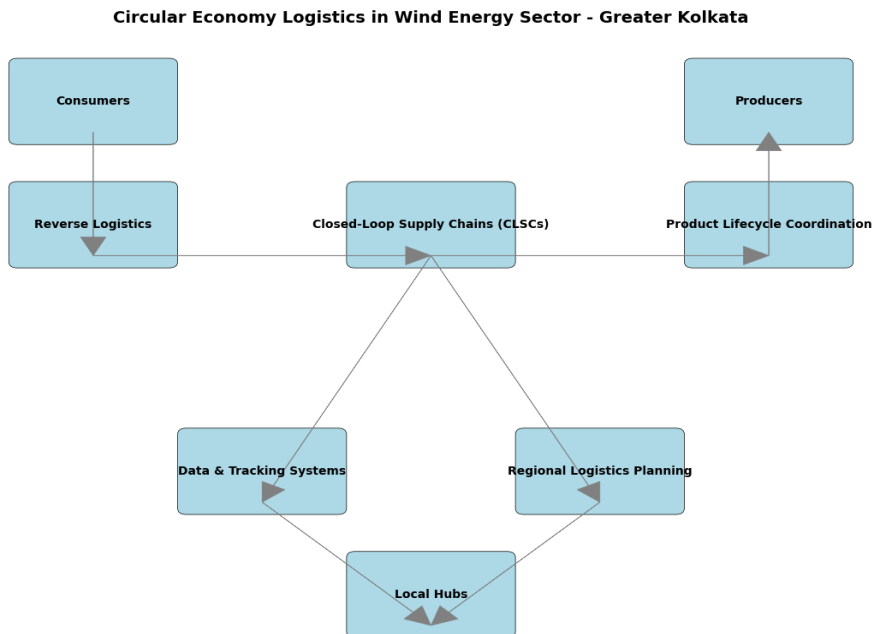 Circular Economy Logistics in Wind Energy Sector - Greater Kolkata
Consumers
Producers
Reverse Logistics
Closed-Loop Supply Chains (CLSCs)
Product Lifecycle Coordination
Data & Tracking Systems
Regional Logistics Planning
Local Hubs